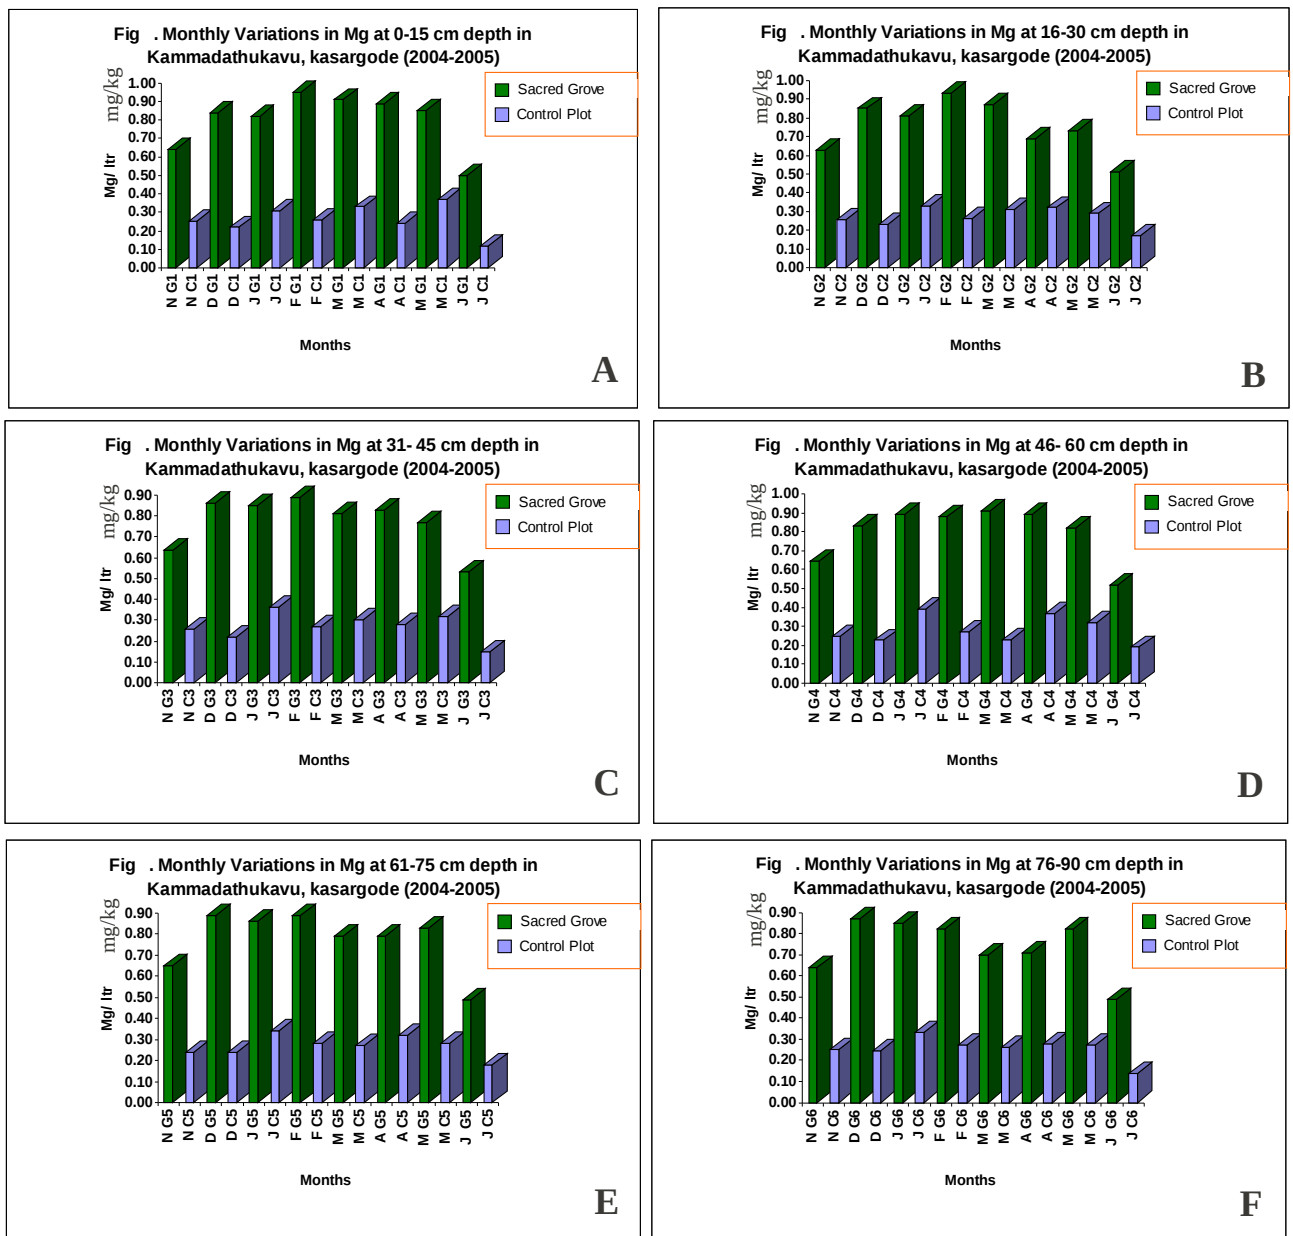 Fig . Monthly Variations in Mg at 0-15 cm depth in
Kammadathukavu, kasargode (2004-2005)
mg/kg
Mg/ ltr
1.00
0.90
0.80
0.70
0.60
0.50
0.40
0.30
0.20
0.10
0.00
Sacred Grove
Control Plot
N G1
N C1
D G1
D C1
J G1
J C1
F G1
F C1
M G1
M C1
A G1
A C1
M G1
M C1
J G1
J C1
Months
A
Fig . Monthly Variations in Mg at 16-30 cm depth in
Kammadathukavu, kasargode (2004-2005)
mg/kg
Mg/ ltr
1.00
0.90
0.80
0.70
0.60
0.50
0.40
0.30
0.20
0.10
0.00
Sacred Grove
Control Plot
N G2
N C2
D G2
D C2
J G2
J C2
F G2
F C2
M G2
M C2
A G2
A C2
M G2
M C2
J G2
J C2
Months
B
Fig . Monthly Variations in Mg at 31- 45 cm depth in
Kammadathukavu, kasargode (2004-2005)
mg/kg
Mg/ ltr
0.90
0.80
0.70
0.60
0.50
0.40
0.30
0.20
0.10
0.00
Sacred Grove
Control Plot
N G3
N C3
D G3
D C3
J G3
J C3
F G3
F C3
M G3
M C3
A G3
A C3
M G3
M C3
J G3
J C3
Months
C
Fig . Monthly Variations in Mg at 46- 60 cm depth in
Kammadathukavu, kasargode (2004-2005)
mg/kg
Mg/ ltr
1.00
0.90
0.80
0.70
0.60
0.50
0.40
0.30
0.20
0.10
0.00
Sacred Grove
Control Plot
N G4
N C4
D G4
D C4
J G4
J C4
F G4
F C4
M G4
M C4
A G4
A C4
M G4
M C4
J G4
J C4
Months
D
Fig . Monthly Variations in Mg at 61-75 cm depth in
Kammadathukavu, kasargode (2004-2005)
mg/kg
Mg/ ltr
0.90
0.80
0.70
0.60
0.50
0.40
0.30
0.20
0.10
0.00
Sacred Grove
Control Plot
N G5
N C5
D G5
D C5
J G5
J C5
F G5
F C5
M G5
M C5
A G5
A C5
M G5
M C5
J G5
J C5
Months
E
Fig . Monthly Variations in Mg at 76-90 cm depth in
Kammadathukavu, kasargode (2004-2005)
mg/kg
Mg/ ltr
0.90
0.80
0.70
0.60
0.50
0.40
0.30
0.20
0.10
0.00
Sacred Grove
Control Plot
N G6
N C6
D G6
D C6
J G6
J C6
F G6
F C6
M G6
M C6
A G6
A C6
M G6
M C6
J G6
J C6
Months
F